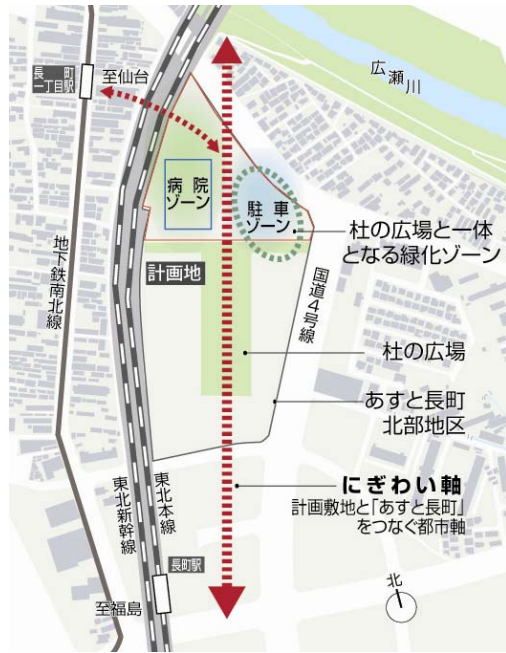 広瀬川
長町
一丁目駅
至仙台
病院
ゾーン
駐車
ゾーン
杜の広場と一体
となる緑化ゾーン
計画地
地下鉄南北線
国道4号線
杜の広場
あすと長町
北部地区
にぎわい軸
計画敷地と「あすと長町」
をつなぐ都市軸
東北新幹線
東北本線
長町駅
至福島
北